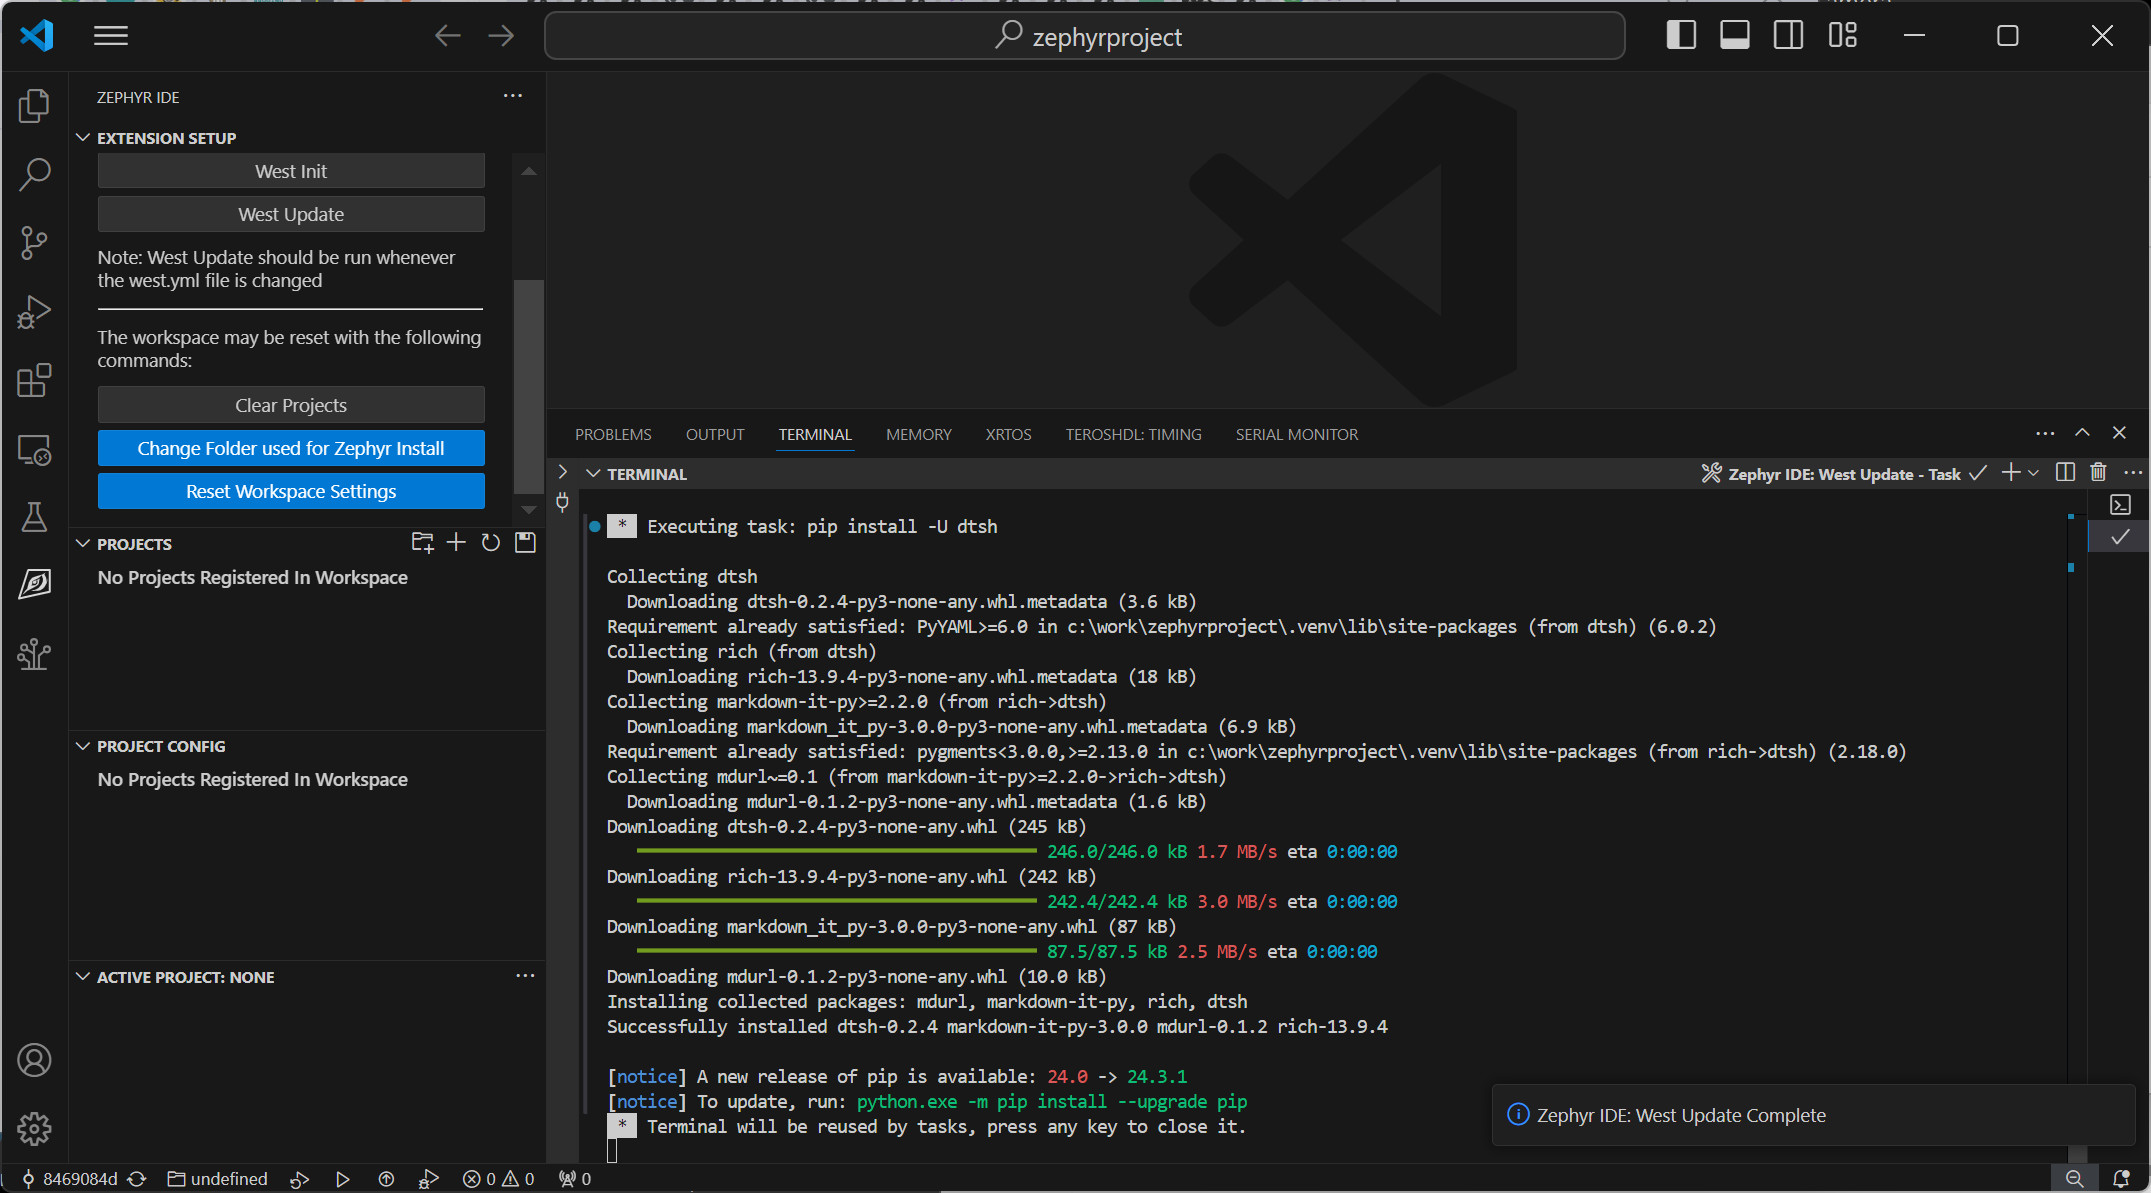 zephyrproject
ZEPHYR IDE
EXTENSION SETUP
West Init
West Update
Note: West Update should be run whenever
the west.yml file is changed
The workspace may be reset with the following
commands:
Clear Projects
Change Folder used for Zephyr Install
Reset Workspace Settings
PROJECTS
No Projects Registered In Workspace
PROJECT CONFIG
No Projects Registered In Workspace
ACTIVE PROJECT: NONE
PROBLEMS OUTPUT TERMINAL MEMORY XRTOS TEROSHDL: TIMING SERIAL MONITOR
TERMINAL
Zephyr IDE: West Update - Task
* Executing task: pip install -U dtsh
Collecting dtsh
Downloading dtsh-0.2.4-py3-none-any.whl.metadata (3.6 kB)
Requirement already satisfied: PyYAML>=6.0 in c:\work\zephyrproject\.venv\lib\site-packages (from dtsh) (6.0.2)
Collecting rich (from dtsh)
Downloading rich-13.9.4-py3-none-any.whl.metadata (18 kB)
Collecting markdown-it-py>=2.2.0 (from rich->dtsh)
Downloading markdown_it_py-3.0.0-py3-none-any.whl.metadata (6.9 kB)
Requirement already satisfied: pygments<3.0.0,>=2.13.0 in c:\work\zephyrproject\.venv\lib\site-packages (from rich->dtsh) (2.18.0)
Collecting mdurl~=0.1 (from markdown-it-py>=2.2.0->rich->dtsh)
Downloading mdurl-0.1.2-py3-none-any.whl.metadata (1.6 kB)
Downloading dtsh-0.2.4-py3-none-any.whl (245 kB)
246.0/246.0 kB 1.7 MB/s eta 0:00:00
Downloading rich-13.9.4-py3-none-any.whl (242 kB)
242.4/242.4 kB 3.0 MB/s eta 0:00:00
Downloading markdown_it_py-3.0.0-py3-none-any.whl (87 kB)
87.5/87.5 kB 2.5 MB/s eta 0:00:00
Downloading mdurl-0.1.2-py3-none-any.whl (10.0 kB)
Installing collected packages: mdurl, markdown-it-py, rich, dtsh
Successfully installed dtsh-0.2.4 markdown-it-py-3.0.0 mdurl-0.1.2 rich-13.9.4
[notice] A new release of pip is available: 24.0 -> 24.3.1
[notice] To update, run: python.exe -m pip install --upgrade pip
* Terminal will be reused by tasks, press any key to close it.
Zephyr IDE: West Update Complete
8469084d undefined 0 0 0